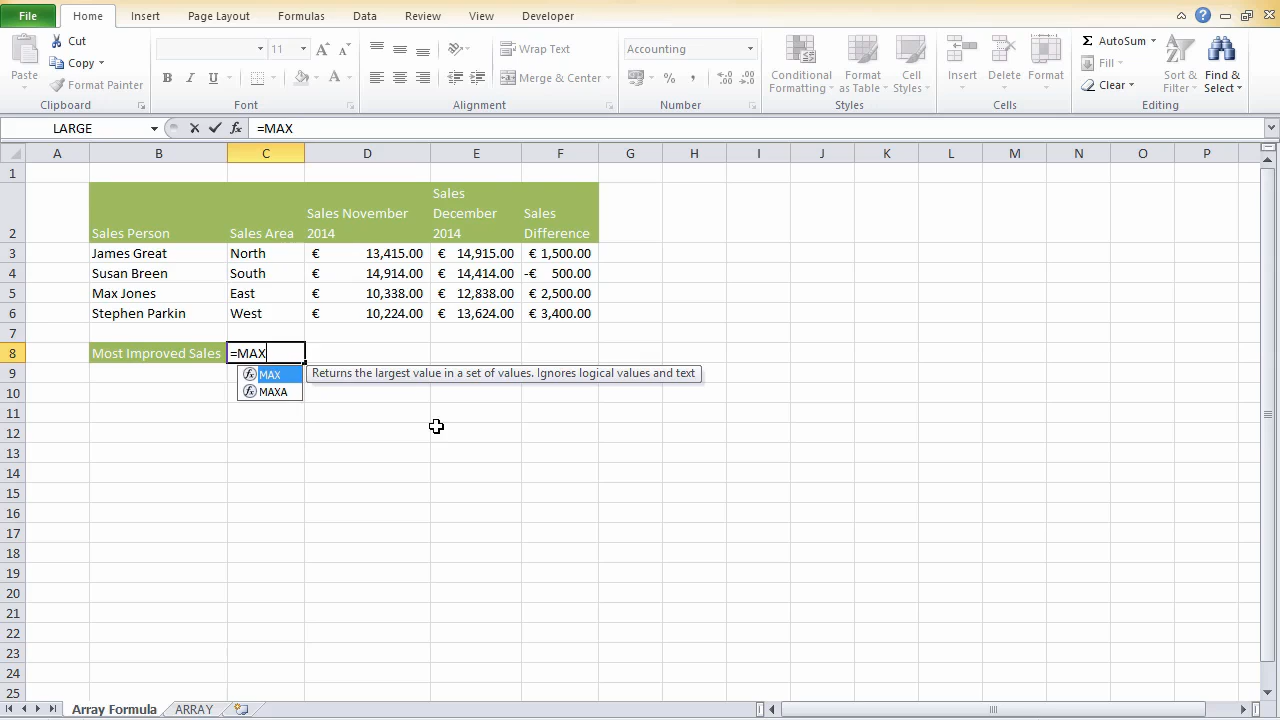 File Home Insert Page Layout Formulas Data Review View Developer
Paste Cut Copy Format Painter
11 A A Wrap Text Accounting
B I U Merge & Center % ,
Conditional Formatting Format as Table Cell Styles Insert Delete Format
AutoSum Fill Clear Sort & Filter Find & Select
Clipboard Font Alignment Number Styles Cells Editing
LARGE fx =MAX
A B C D E F G H I J K L M N O P
1
2 Sales Person Sales Area Sales November 2014 Sales December 2014 Sales Difference
3 James Great North € 13,415.00 € 14,915.00 € 1,500.00
4 Susan Breen South € 14,914.00 € 14,414.00 -€ 500.00
5 Max Jones East € 10,338.00 € 12,838.00 € 2,500.00
6 Stephen Parkin West € 10,224.00 € 13,624.00 € 3,400.00
7
8 Most Improved Sales =MAX
9 fx MAX Returns the largest value in a set of values. Ignores logical values and text
10 fx MAXA
11
12
13
14
15
16
17
18
19
20
21
22
23
24
25
Array Formula ARRAY